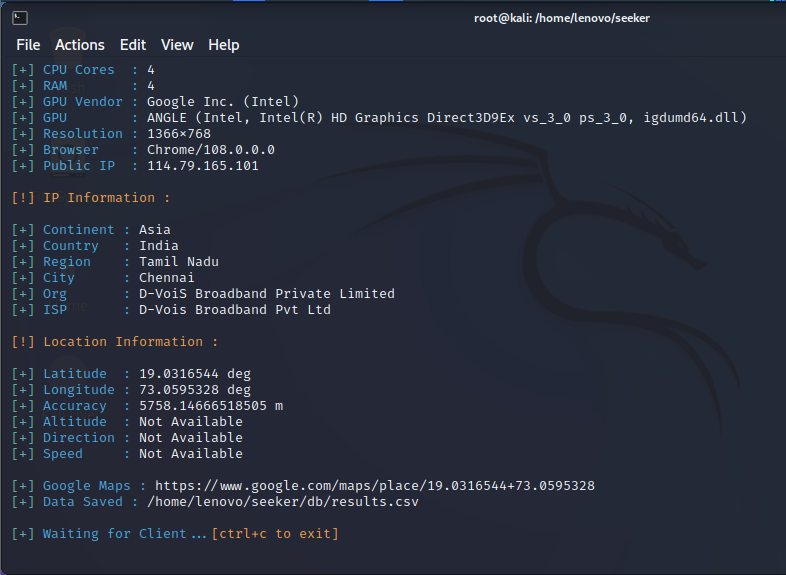 root@kali: /home/lenovo/seeker
File Actions Edit View Help
[+] CPU Cores : 4
[+] RAM : 4
[+] GPU Vendor : Google Inc. (Intel)
[+] GPU : ANGLE (Intel, Intel(R) HD Graphics Direct3D9Ex vs_3_0 ps_3_0, igdumd64.dll)
[+] Resolution : 1366×768
[+] Browser : Chrome/108.0.0.0
[+] Public IP : 114.79.165.101
[!] IP Information :
[+] Continent : Asia
[+] Country : India
[+] Region : Tamil Nadu
[+] City : Chennai
[+] Org : D-VoiS Broadband Private Limited
[+] ISP : D-Vois Broadband Pvt Ltd
[!] Location Information :
[+] Latitude : 19.0316544 deg
[+] Longitude : 73.0595328 deg
[+] Accuracy : 5758.14666518505 m
[+] Altitude : Not Available
[+] Direction : Not Available
[+] Speed : Not Available
[+] Google Maps : https://www.google.com/maps/place/19.0316544+73.0595328
[+] Data Saved : /home/lenovo/seeker/db/results.csv
[+] Waiting for Client...[ctrl+c to exit]